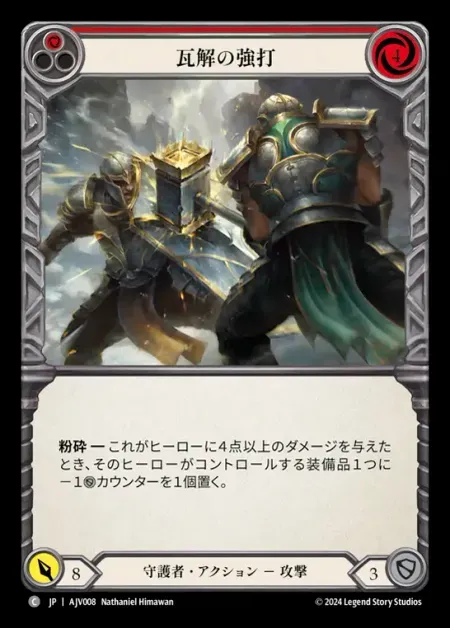 瓦解の強打
4
粉砕 ー これがヒーローに4点以上のダメージを与えた
とき、そのヒーローがコントロールする装備品1つに
−1カウンターを1個置く。
8
守護者・アクション − 攻撃
3
C JP | AJV008 Nathaniel Himawan
© 2024 Legend Story Studios